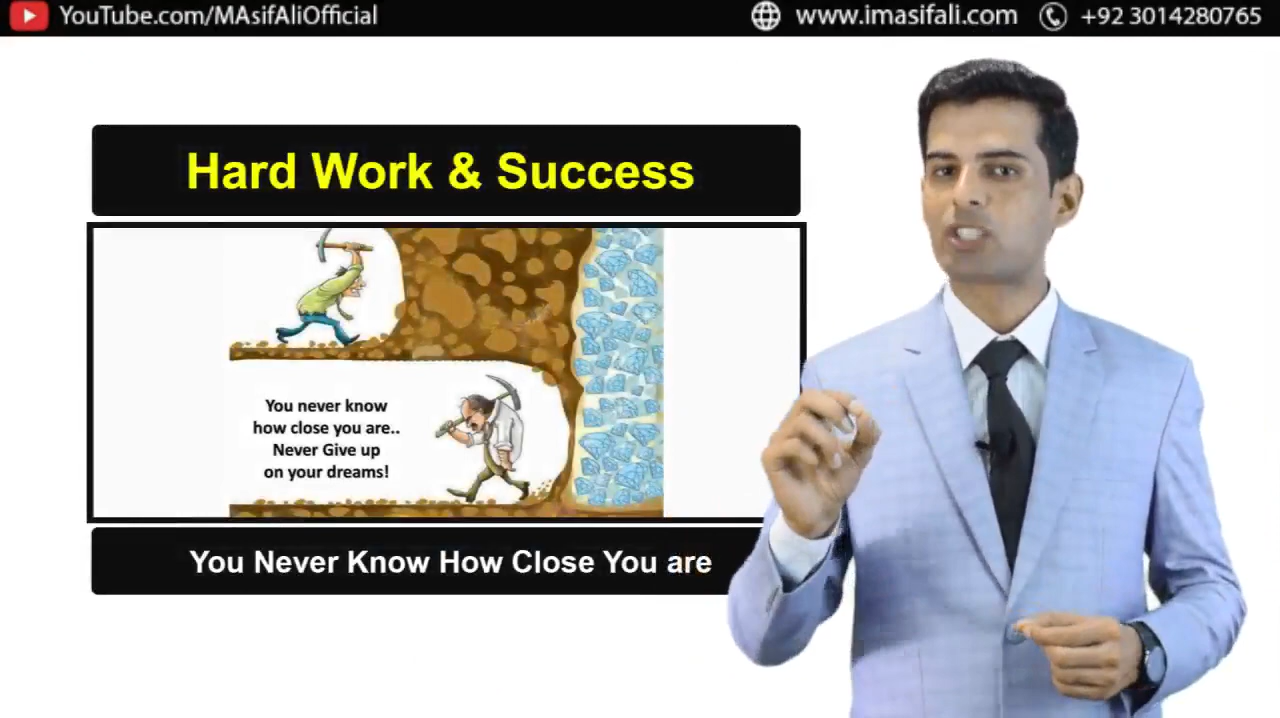 YouTube.com/MAsifAliOfficial
www.imasifali.com
+92 3014280765
Hard Work & Success
You never know
how close you are..
Never Give up
on your dreams!
You Never Know How Close You are